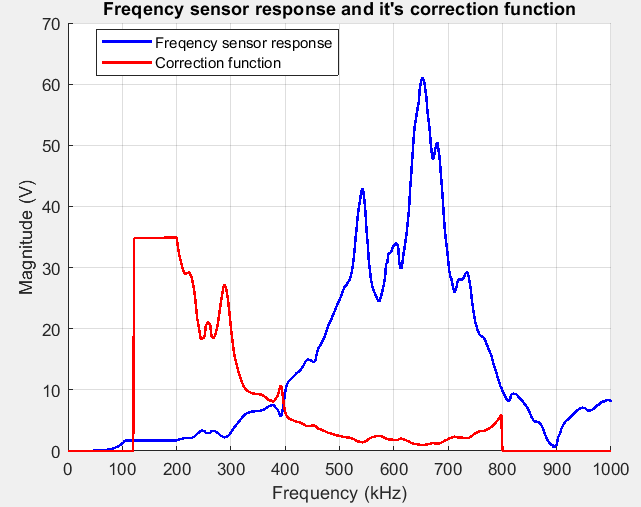 Freqency sensor response and it's correction function
70
60
50
40
30
20
10
0
Magnitude (V)
Freqency sensor response
Correction function
0 100 200 300 400 500 600 700 800 900 1000
Frequency (kHz)